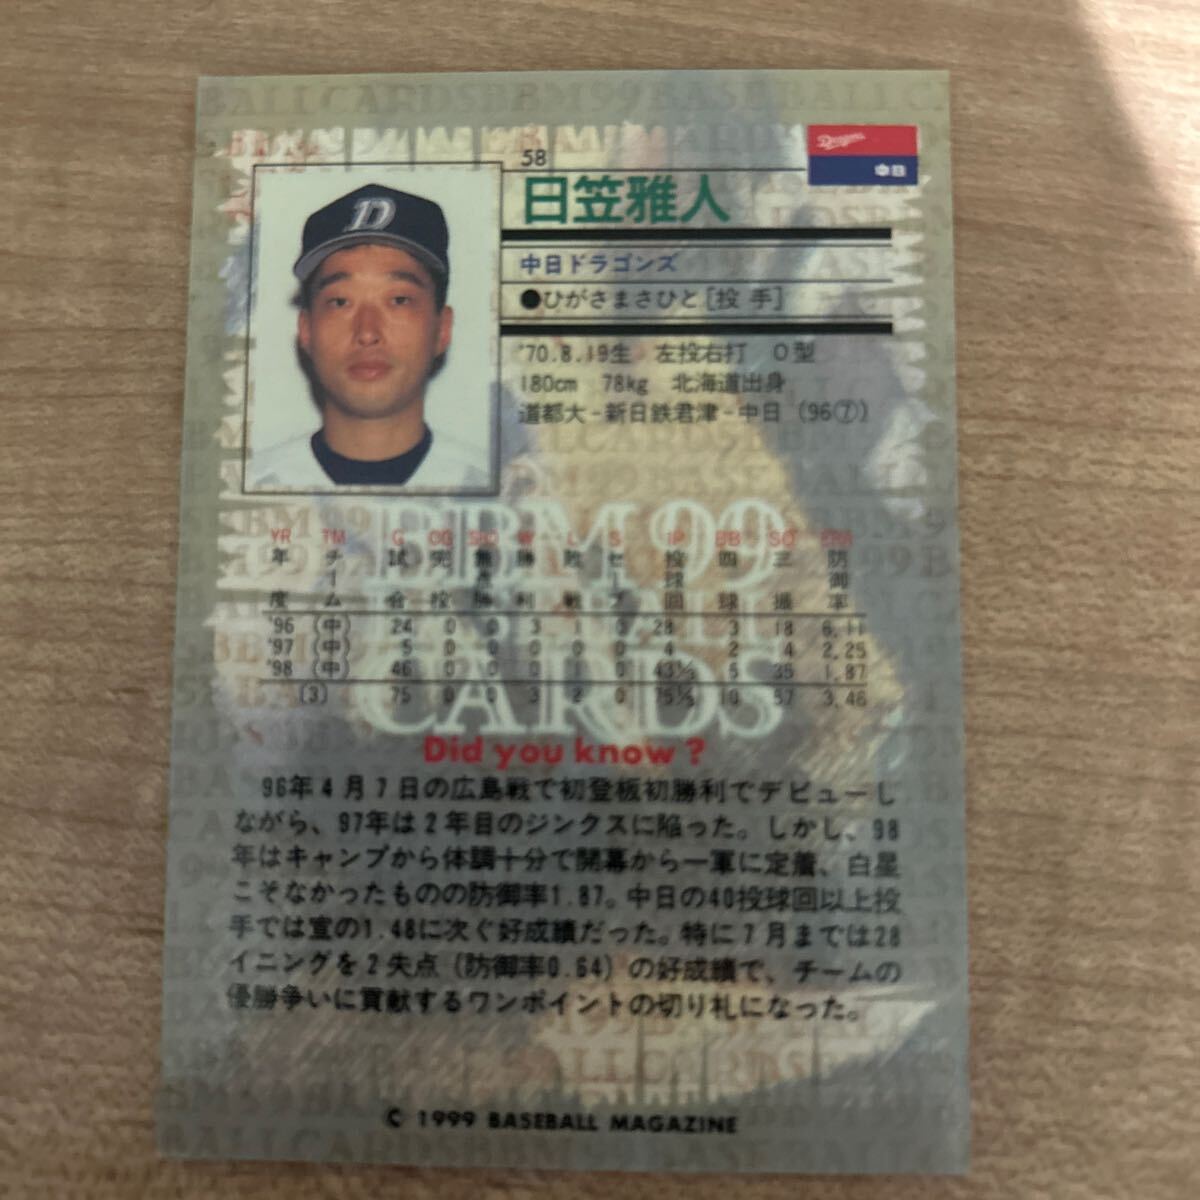 58
Dragons
中日
日笠雅人
中日ドラゴンズ
●ひがさまさひと[投手]
'70.8.19生 左投右打 O型
180cm 78kg 北海道出身
道都大-新日鉄君津-中日(96⑦)
BBM 99
BASEBALL
CARDS
YR TM G CG SHO W L S IP BB SO ERA
年度 チーム 試合 完投 無点勝 勝利 敗戦 セーブ 投球回 四球 三振 防御率
'96 (中) 24 0 0 3 1 0 28 3 18 6.11
'97 (中) 5 0 0 0 0 0 4 2 4 2.25
'98 (中) 46 0 0 0 1 0 43⅓ 5 35 1.87
(3) 75 0 0 3 2 0 75⅓ 10 57 3.46
Did you know?
96年4月7日の広島戦で初登板初勝利でデビューし
ながら、97年は2年目のジンクスに陥った。しかし、98
年はキャンプから体調十分で開幕から一軍に定着、白星
こそなかったものの防御率1.87。中日の40投球回以上投
手では宣の1.48に次ぐ好成績だった。特に7月までは28
イニングを2失点(防御率0.64)の好成績で、チームの
優勝争いに貢献するワンポイントの切り札になった。
© 1999 BASEBALL MAGAZINE